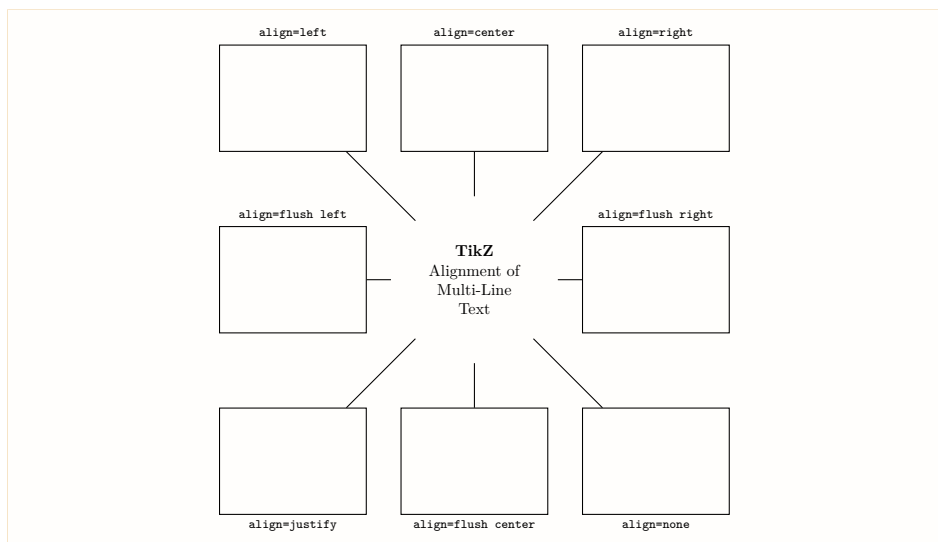 align=left
align=center
align=right
align=flush left
align=flush right
TikZ
Alignment of
Multi-Line
Text
align=justify
align=flush center
align=none